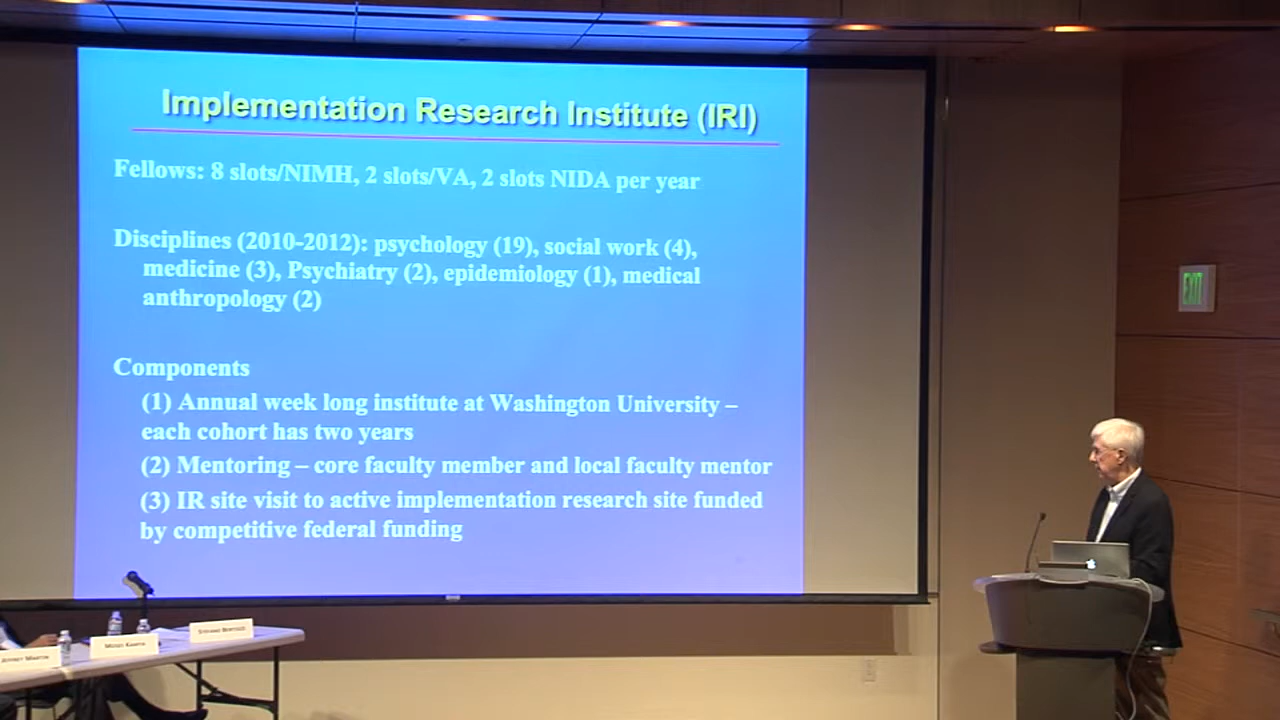 Implementation Research Institute (IRI)
Fellows: 8 slots/NIMH, 2 slots/VA, 2 slots NIDA per year
Disciplines (2010-2012): psychology (19), social work (4),
medicine (3), Psychiatry (2), epidemiology (1), medical
anthropology (2)
Components
(1) Annual week long institute at Washington University –
each cohort has two years
(2) Mentoring – core faculty member and local faculty mentor
(3) IR site visit to active implementation research site funded
by competitive federal funding
EXIT
STEFANO BERTOZZI
Martin